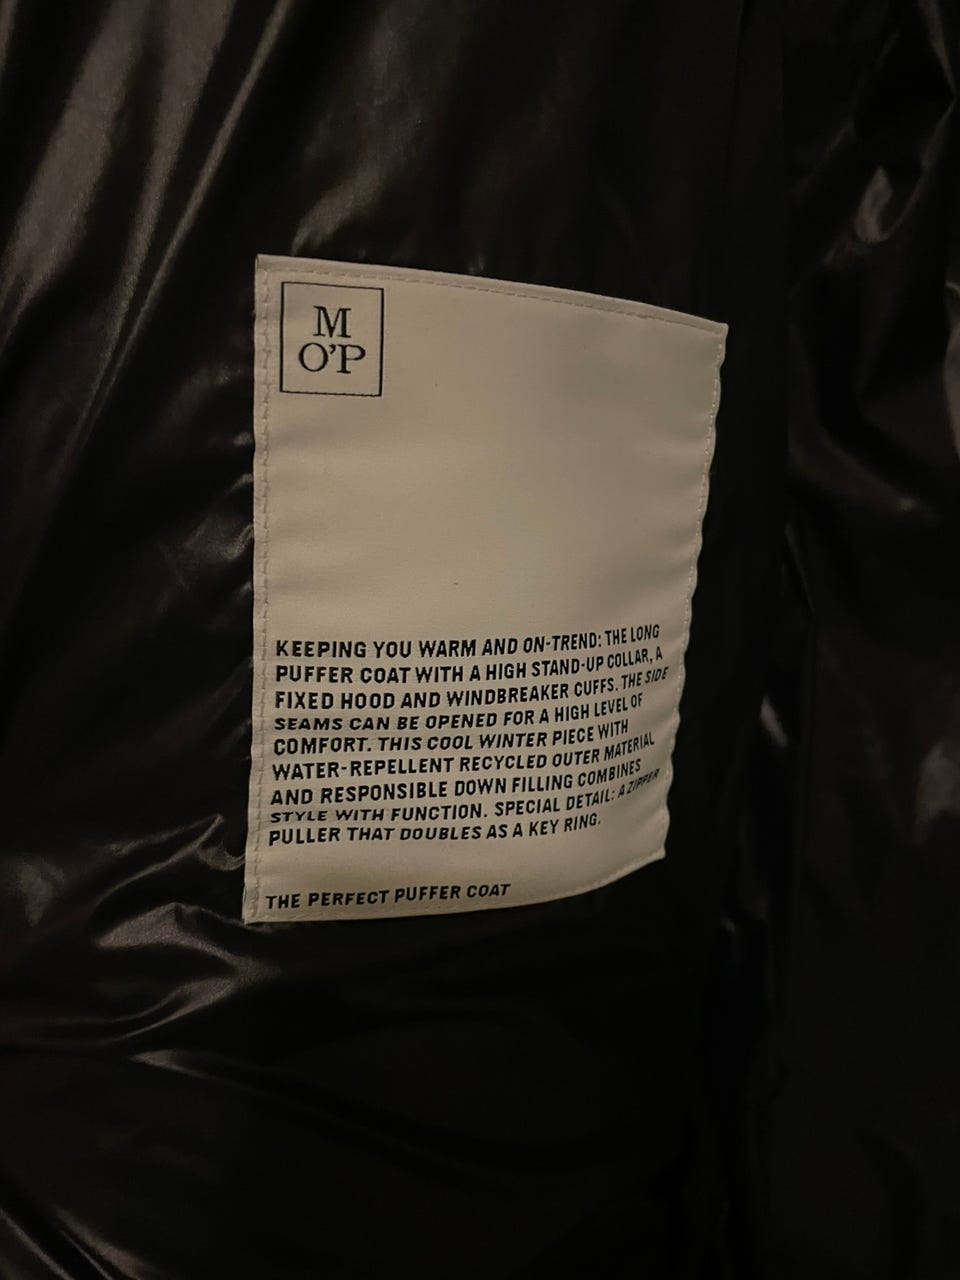 M
O'P
KEEPING YOU WARM AND ON-TREND: THE LONG
PUFFER COAT WITH A HIGH STAND-UP COLLAR, A
FIXED HOOD AND WINDBREAKER CUFFS. THE SIDE
SEAMS CAN BE OPENED FOR A HIGH LEVEL OF
COMFORT. THIS COOL WINTER PIECE WITH
WATER-REPELLENT RECYCLED OUTER MATERIAL
AND RESPONSIBLE DOWN FILLING COMBINES
STYLE WITH FUNCTION. SPECIAL DETAIL: A ZIPPER
PULLER THAT DOUBLES AS A KEY RING.
THE PERFECT PUFFER COAT